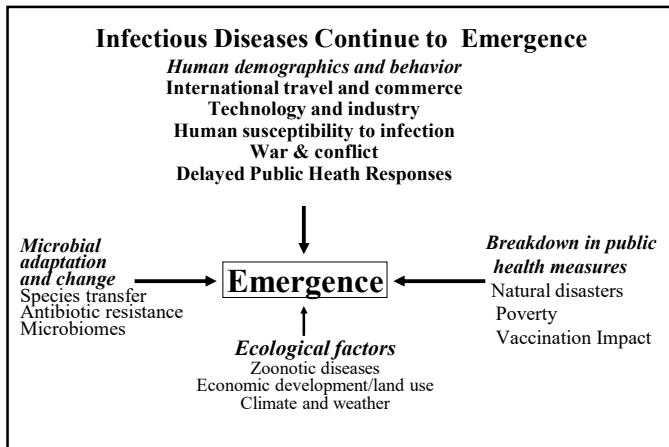 Infectious Diseases Continue to Emergence
Human demographics and behavior
International travel and commerce
Technology and industry
Human susceptibility to infection
War & conflict
Delayed Public Heath Responses
Microbial
adaptation
and change
Species transfer
Antibiotic resistance
Microbiomes
Emergence
Breakdown in public
health measures
Natural disasters
Poverty
Vaccination Impact
Ecological factors
Zoonotic diseases
Economic development/land use
Climate and weather